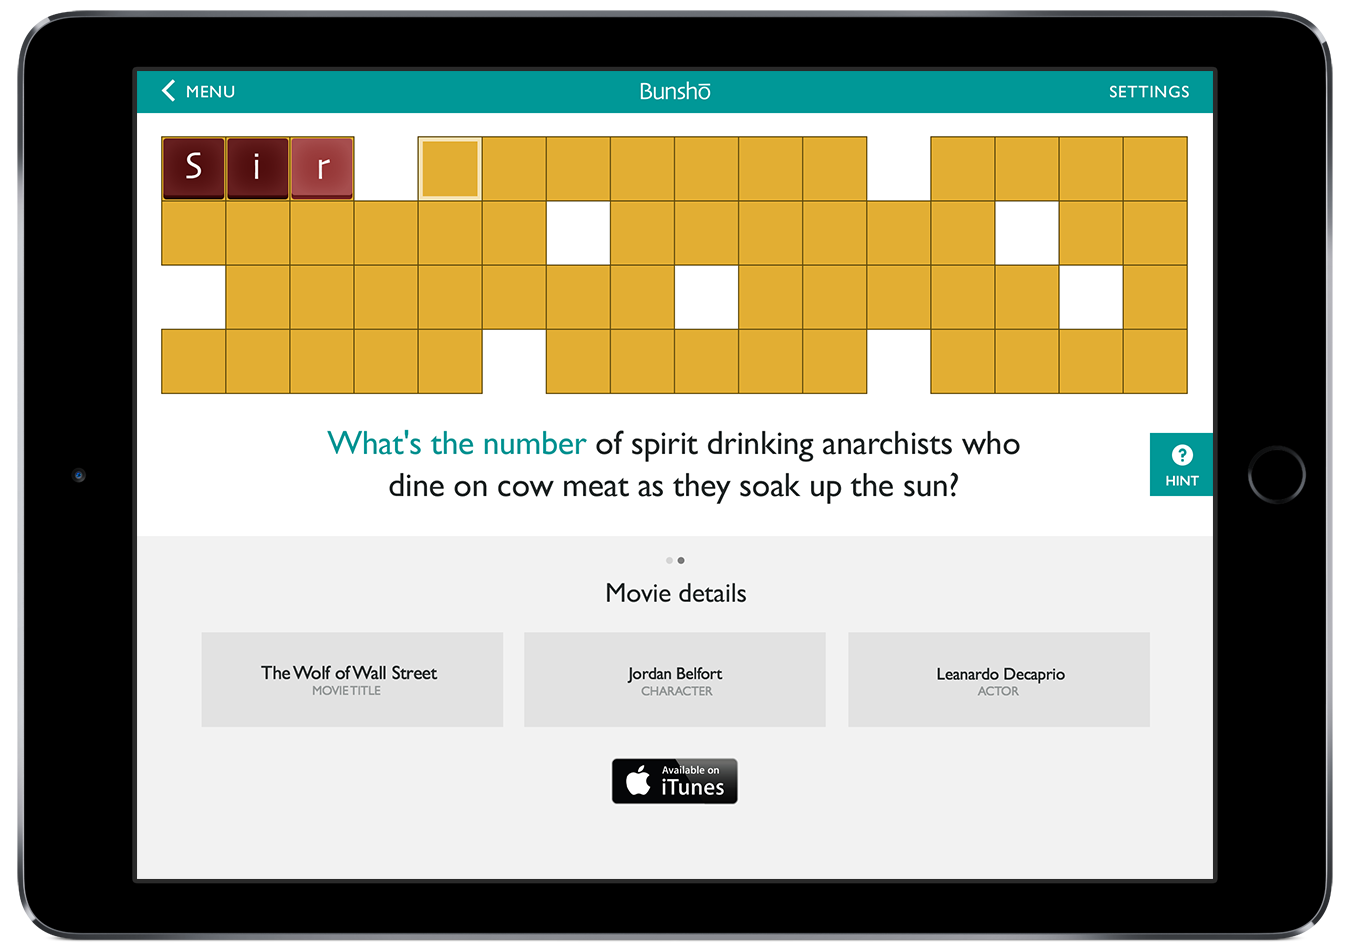 MENU
Bunshō
SETTINGS
S i r
What's the number of spirit drinking anarchists who
dine on cow meat as they soak up the sun?
?
HINT
Movie details
The Wolf of Wall Street
MOVIE TITLE
Jordan Belfort
CHARACTER
Leanardo Decaprio
ACTOR
Available on
iTunes